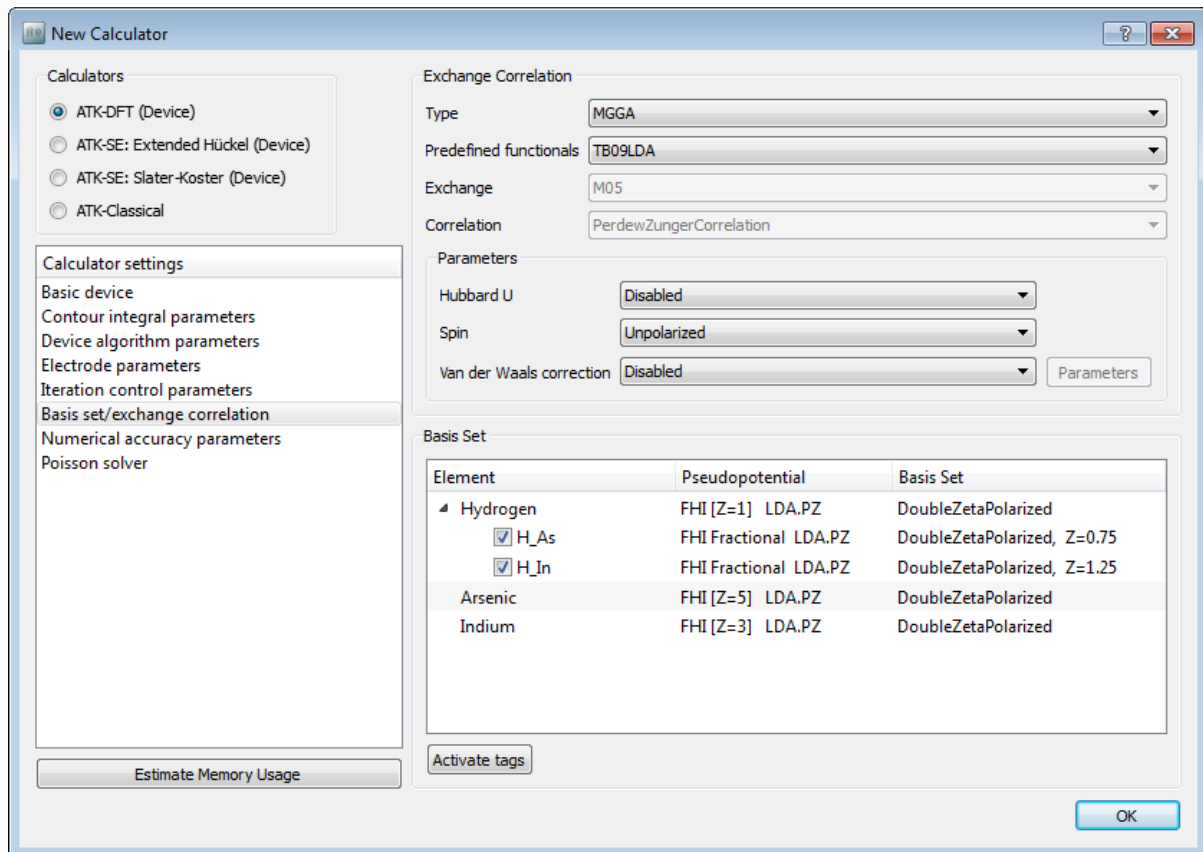 New Calculator
Calculators
ATK-DFT (Device)
ATK-SE: Extended Hückel (Device)
ATK-SE: Slater-Koster (Device)
ATK-Classical
Calculator settings
Basic device
Contour integral parameters
Device algorithm parameters
Electrode parameters
Iteration control parameters
Basis set/exchange correlation
Numerical accuracy parameters
Poisson solver
Estimate Memory Usage
Exchange Correlation
Type MGGA
Predefined functionals TB09LDA
Exchange M05
Correlation PerdewZungerCorrelation
Parameters
Hubbard U Disabled
Spin Unpolarized
Van der Waals correction Disabled Parameters
Basis Set
Element Pseudopotential Basis Set
Hydrogen FHI [Z=1] LDA.PZ DoubleZetaPolarized
H_As FHI Fractional LDA.PZ DoubleZetaPolarized, Z=0.75
H_In FHI Fractional LDA.PZ DoubleZetaPolarized, Z=1.25
Arsenic FHI [Z=5] LDA.PZ DoubleZetaPolarized
Indium FHI [Z=3] LDA.PZ DoubleZetaPolarized
Activate tags
OK